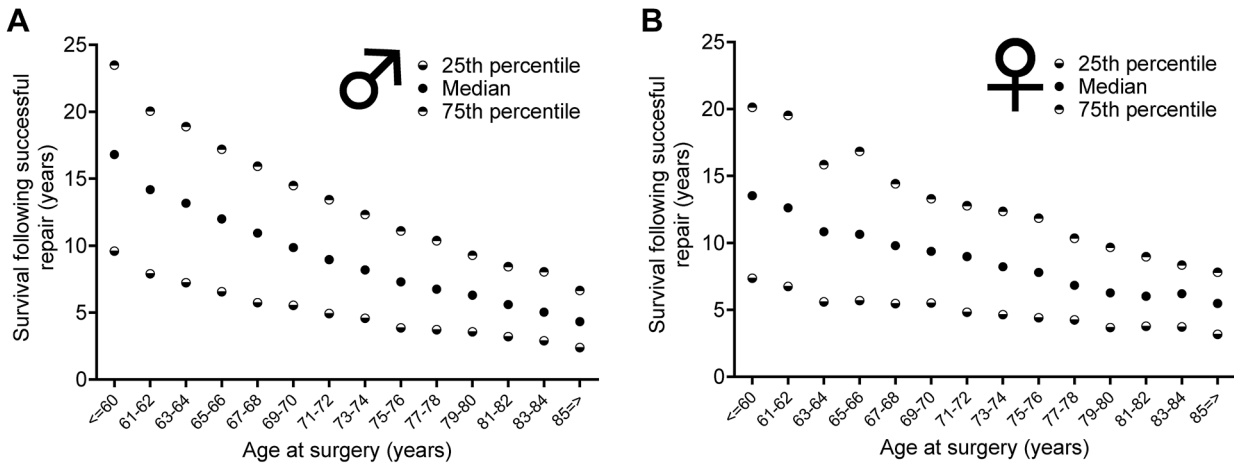 A
Survival following succesful
repair (years)
25
20
15
10
5
0
25th percentile
Median
75th percentile
<=60
61-62
63-64
65-66
67-68
69-70
71-72
73-74
75-76
77-78
79-80
81-82
83-84
85=>
Age at surgery (years)
B
Survival following succesful
repair (years)
25
20
15
10
5
0
25th percentile
Median
75th percentile
<=60
61-62
63-64
65-66
67-68
69-70
71-72
73-74
75-76
77-78
79-80
81-82
83-84
85=>
Age at surgery (years)